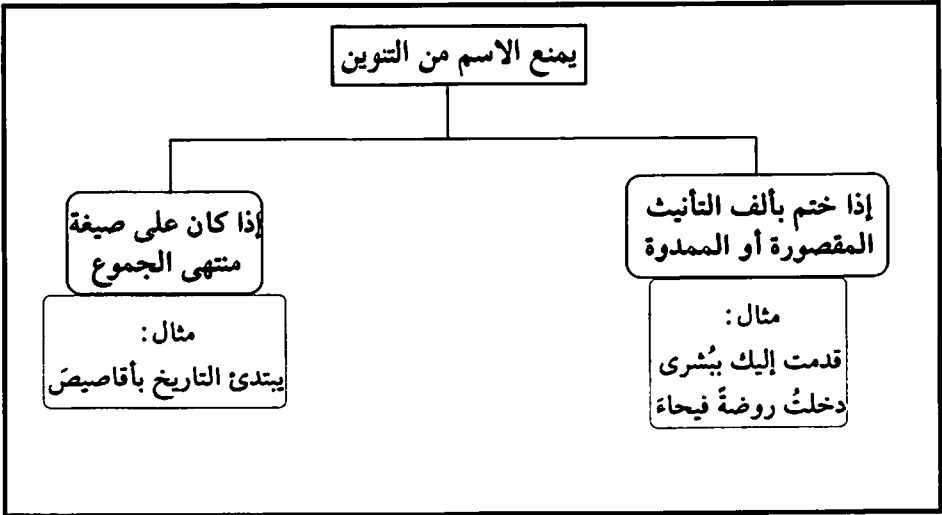 يمنع الاسم من التنوين
إذا ختم بألف التأنيث
المقصورة أو الممدوة
مثال:
قدمت إليك ببُشرى
دخلتُ روضةً فيحاءَ
إذا كان على صيغة
منتهى الجموع
مثال:
يبتدئ التاريخ بأقاصيصَ